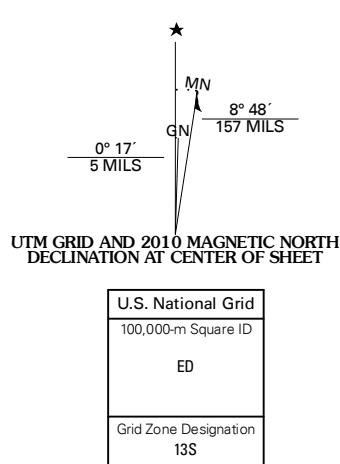 ★
MN
8° 48´
157 MILS
GN
0° 17´
5 MILS
UTM GRID AND 2010 MAGNETIC NORTH
DECLINATION AT CENTER OF SHEET
U.S. National Grid
100,000-m Square ID
ED
Grid Zone Designation
13S